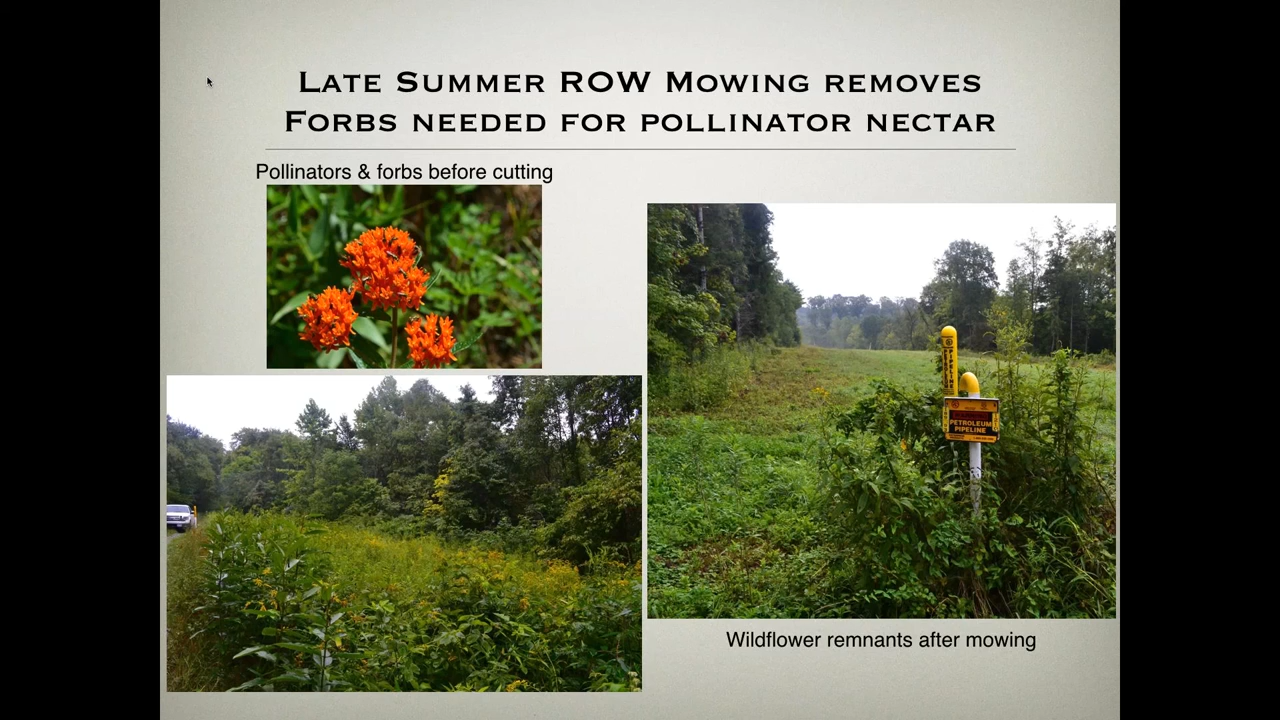 Late Summer ROW Mowing removes
Forbs needed for pollinator nectar
Pollinators & forbs before cutting
PIPELINE
PETROLEUM
PIPELINE
Wildflower remnants after mowing